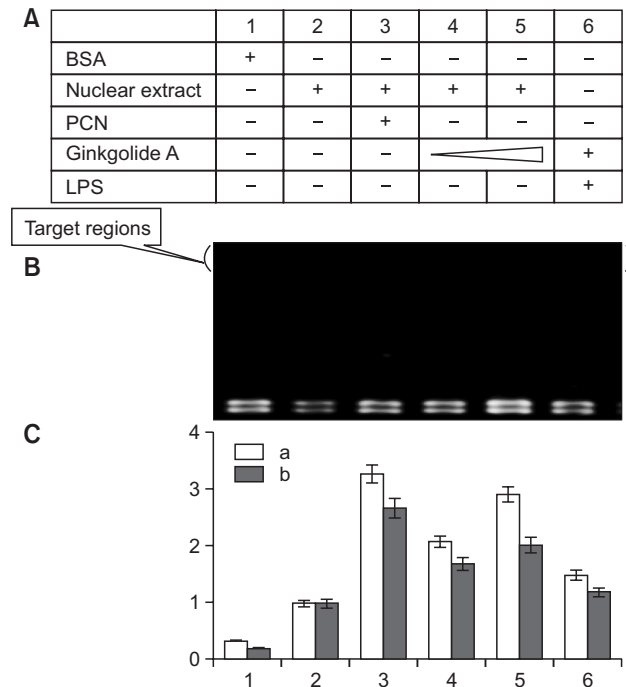 A
1 2 3 4 5 6
BSA + – – – – –
Nuclear extract – + + + + –
PCN – – + – – –
Ginkgolide A – – – +
LPS – – – – – +
Target regions
B
C
4
3
2
1
0
a
b
1 2 3 4 5 6